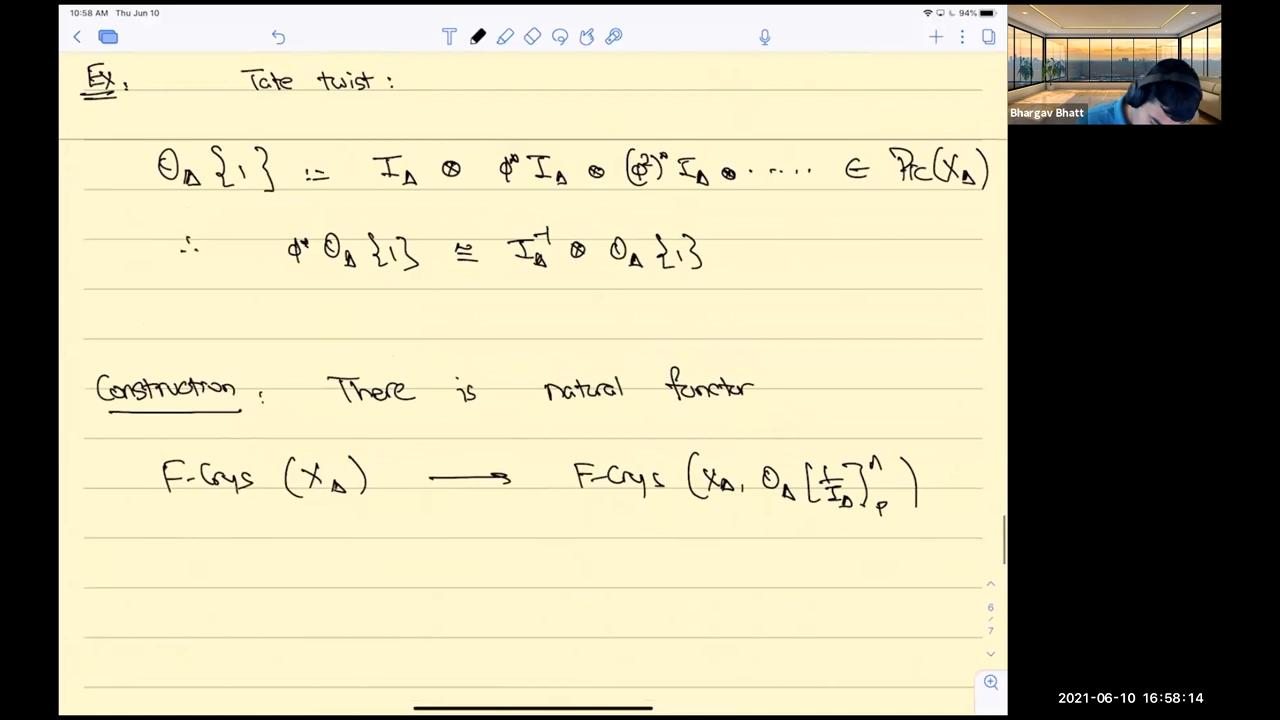 10:58 AM Thu Jun 10
94%
Ex. Tate twist:
O_Δ {1} := I_Δ ⊗ φ* I_Δ ⊗ (φ²)* I_Δ ⊗ ..... ∈ Pic(X_Δ)
∴ φ* O_Δ {1} ≅ I_Δ^-1 ⊗ O_Δ {1}
Construction: There is natural functor
F-Crys (X_Δ) → F-Crys (X_Δ, O_Δ [1/I_Δ]^∧_p)
Bhargav Bhatt
6
/
7
2021-06-10 16:58:14